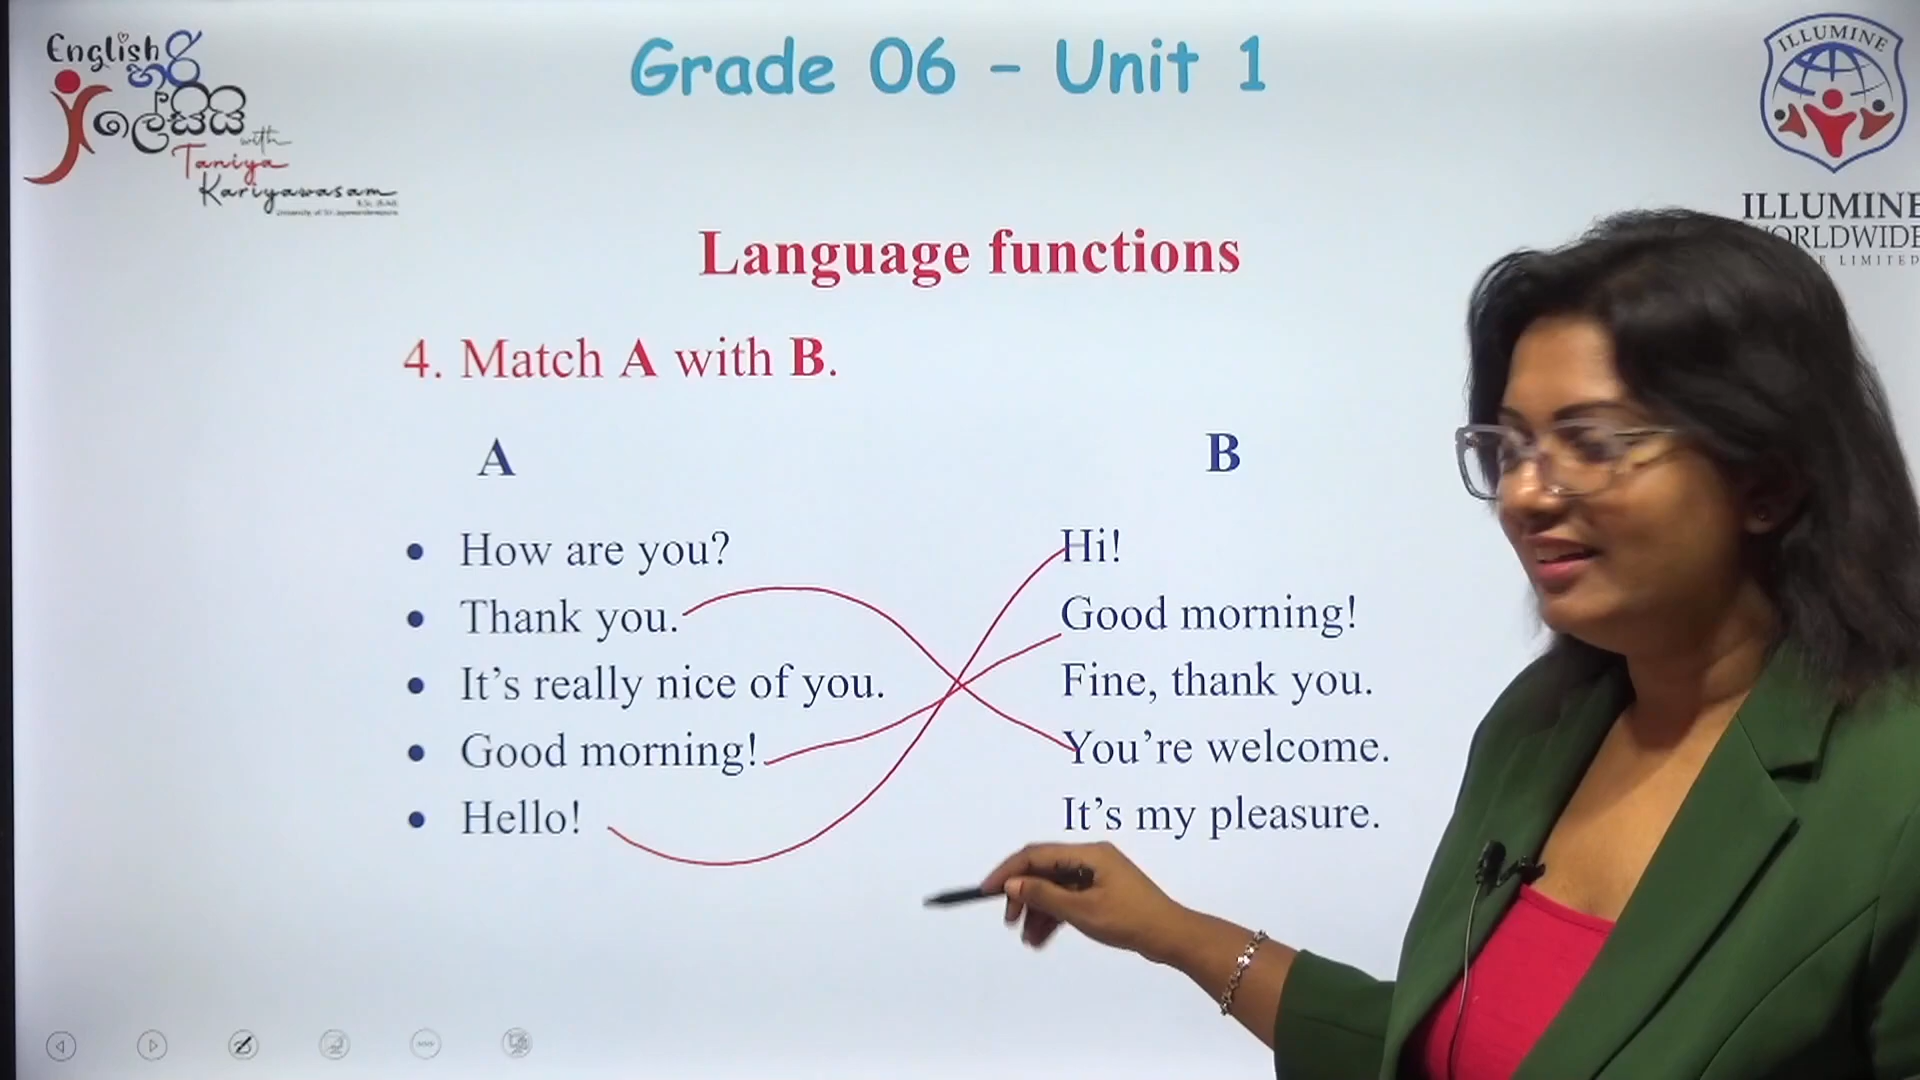 English හරි
ලේසියි
with
Taniya
Kariyawasam
Grade 06 – Unit 1
ILLUMINE
ILLUMINE
WORLDWIDE
LIMITED
Language functions
4. Match A with B.
A
B
• How are you?
Hi!
• Thank you.
Good morning!
• It’s really nice of you.
Fine, thank you.
• Good morning!
You’re welcome.
• Hello!
It’s my pleasure.